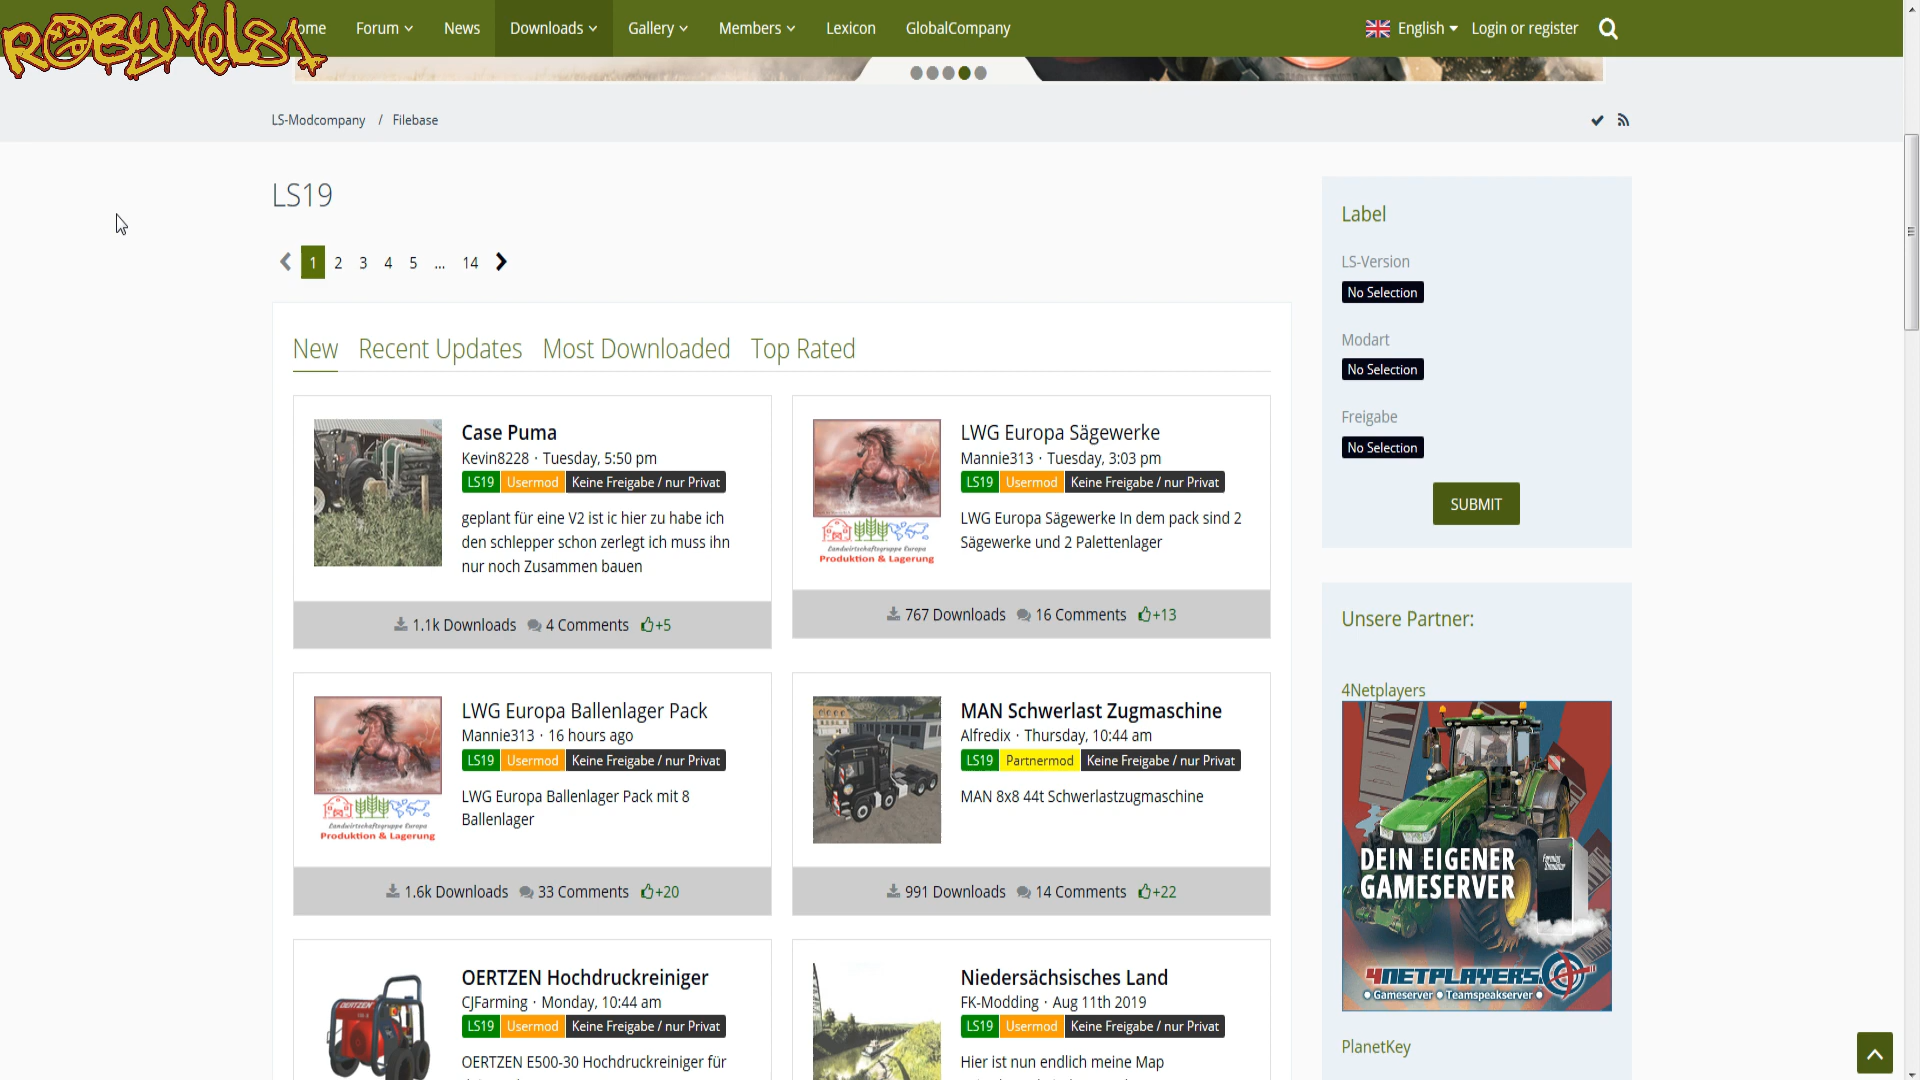 RObyMel81
ome
Forum
News
Downloads
Gallery
Members
Lexicon
GlobalCompany
English
Login or register
LS-Modcompany / Filebase
LS19
1 2 3 4 5 ... 14
New Recent Updates Most Downloaded Top Rated
Case Puma
Kevin8228 · Tuesday, 5:50 pm
LS19 Usermod Keine Freigabe / nur Privat
geplant für eine V2 ist ic hier zu habe ich
den schlepper schon zerlegt ich muss ihn
nur noch Zusammen bauen
1.1k Downloads 4 Comments +5
LWG Europa Sägewerke
Mannie313 · Tuesday, 3:03 pm
LS19 Usermod Keine Freigabe / nur Privat
LWG Europa Sägewerke In dem pack sind 2
Sägewerke und 2 Palettenlager
Landwirtschaftsgruppe Europa
Produktion & Lagerung
767 Downloads 16 Comments +13
LWG Europa Ballenlager Pack
Mannie313 · 16 hours ago
LS19 Usermod Keine Freigabe / nur Privat
LWG Europa Ballenlager Pack mit 8
Ballenlager
Landwirtschaftsgruppe Europa
Produktion & Lagerung
1.6k Downloads 33 Comments +20
MAN Schwerlast Zugmaschine
Alfredix · Thursday, 10:44 am
LS19 Partnermod Keine Freigabe / nur Privat
MAN 8x8 44t Schwerlastzugmaschine
991 Downloads 14 Comments +22
OERTZEN Hochdruckreiniger
CJFarming · Monday, 10:44 am
LS19 Usermod Keine Freigabe / nur Privat
OERTZEN E500-30 Hochdruckreiniger für
OERTZEN
Niedersächsisches Land
FK-Modding · Aug 11th 2019
LS19 Usermod Keine Freigabe / nur Privat
Hier ist nun endlich meine Map
Label
LS-Version
No Selection
Modart
No Selection
Freigabe
No Selection
SUBMIT
Unsere Partner:
4Netplayers
DEIN EIGENER
GAMESERVER
4NETPLAYERS
• Gameserver • Teamspeakserver •
PlanetKey